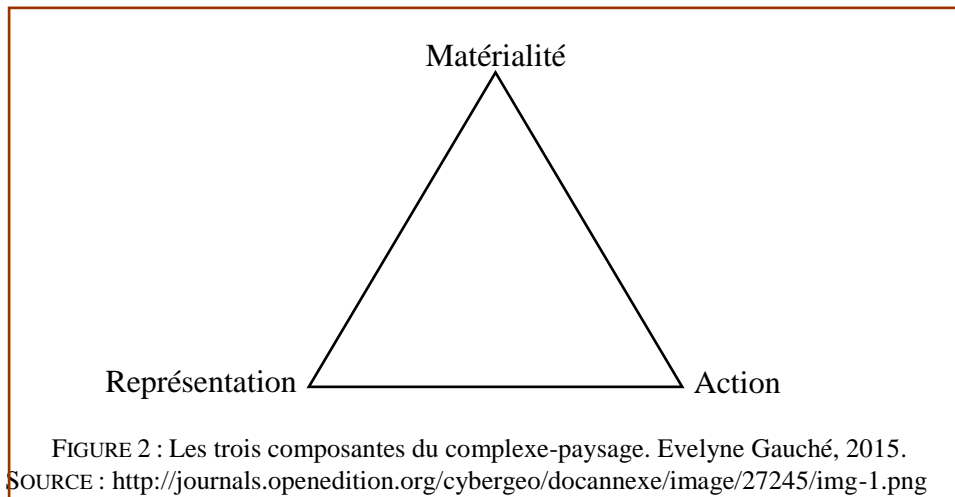 Matérialité
Représentation
Action
FIGURE 2 : Les trois composantes du complexe-paysage. Evelyne Gauché, 2015.
SOURCE : http://journals.openedition.org/cybergeo/docannexe/image/27245/img-1.png